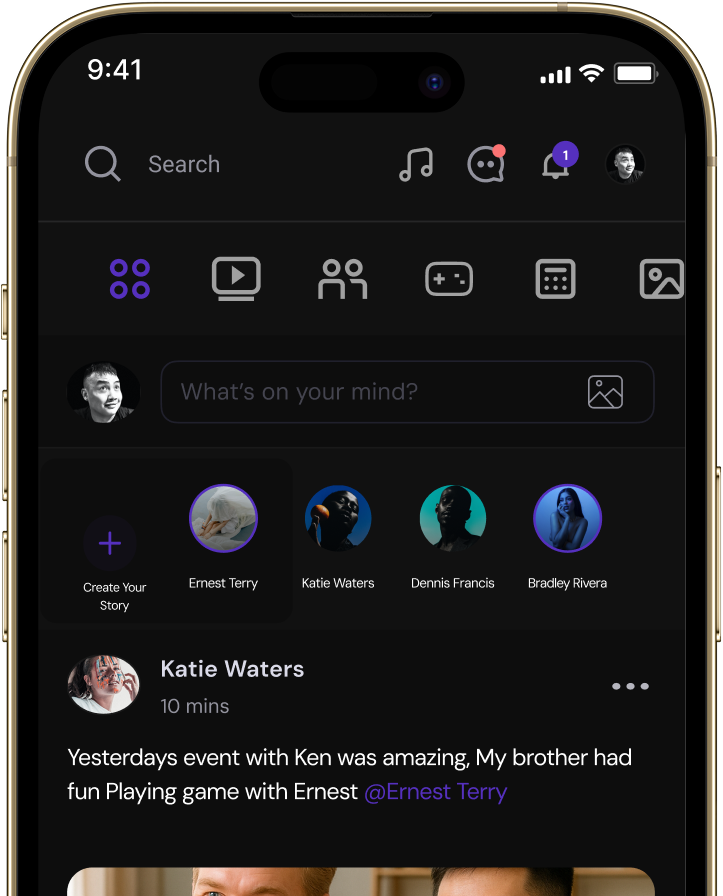 9:41
Search
1
What's on your mind?
Ernest Terry
Katie Waters
Dennis Francis
Bradley Rivera
Create Your
Story
Katie Waters
10 mins
Yesterdays event with Ken was amazing, My brother had
fun Playing game with Ernest @Ernest Terry